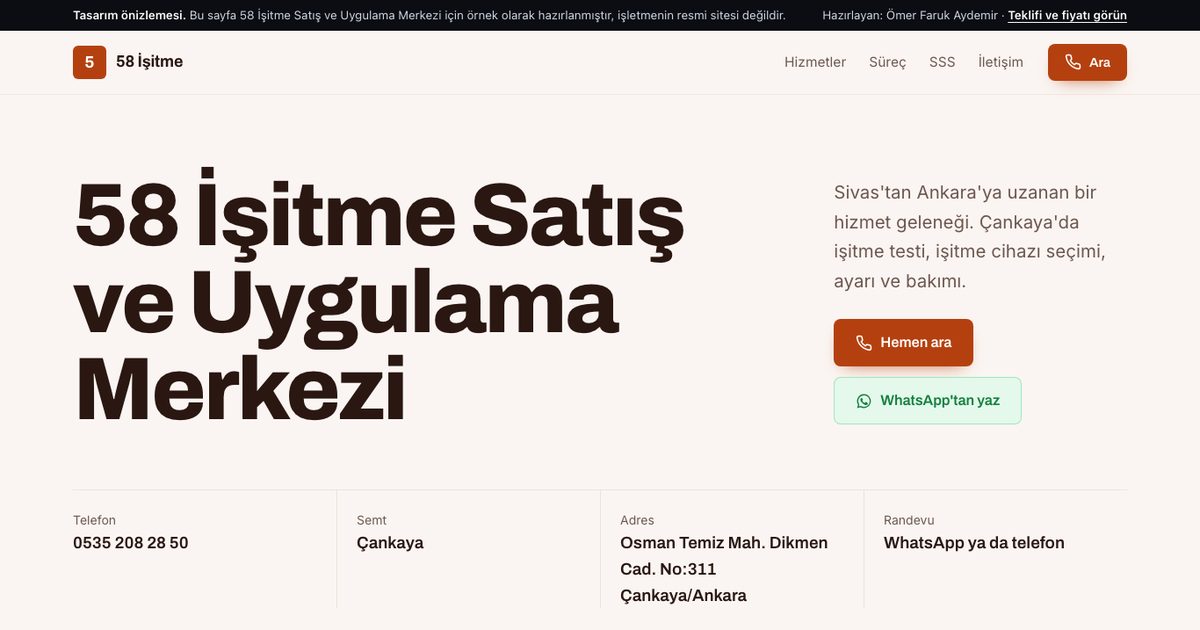 Tasarım önizlemesi. Bu sayfa 58 İşitme Satış ve Uygulama Merkezi için örnek olarak hazırlanmıştır, işletmenin resmi sitesi değildir.
Hazırlayan: Ömer Faruk Aydemir · Teklifi ve fiyatı görün
5 58 İşitme
Hizmetler Süreç SSS İletişim Ara
58 İşitme Satış
ve Uygulama
Merkezi
Sivas'tan Ankara'ya uzanan bir
hizmet geleneği. Çankaya'da
işitme testi, işitme cihazı seçimi,
ayarı ve bakımı.
Hemen ara
WhatsApp'tan yaz
Telefon
0535 208 28 50
Semt
Çankaya
Adres
Osman Temiz Mah. Dikmen
Cad. No:311
Çankaya/Ankara
Randevu
WhatsApp ya da telefon